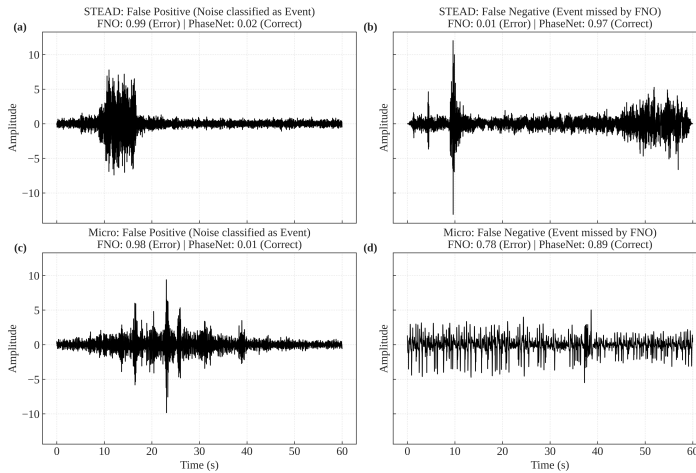 STEAD: False Positive (Noise classified as Event)
FNO: 0.99 (Error) | PhaseNet: 0.02 (Correct)
(a)
10
5
0
−5
−10
Amplitude
STEAD: False Negative (Event missed by FNO)
FNO: 0.01 (Error) | PhaseNet: 0.97 (Correct)
(b)
Amplitude
Micro: False Positive (Noise classified as Event)
FNO: 0.98 (Error) | PhaseNet: 0.01 (Correct)
(c)
10
5
0
−5
−10
Amplitude
0 10 20 30 40 50 60
Time (s)
Micro: False Negative (Event missed by FNO)
FNO: 0.78 (Error) | PhaseNet: 0.89 (Correct)
(d)
Amplitude
0 10 20 30 40 50 60
Time (s)